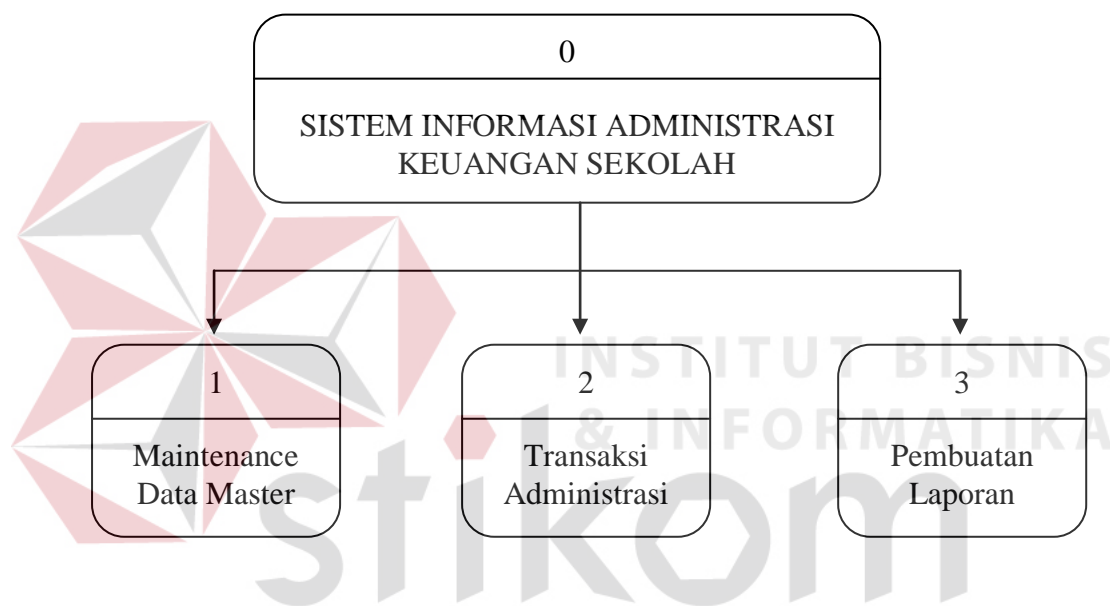 0
SISTEM INFORMASI ADMINISTRASI
KEUANGAN SEKOLAH
INSTITUT BISNIS
& INFORMATIKA
stikom
1
Maintenance
Data Master
2
Transaksi
Administrasi
3
Pembuatan
Laporan